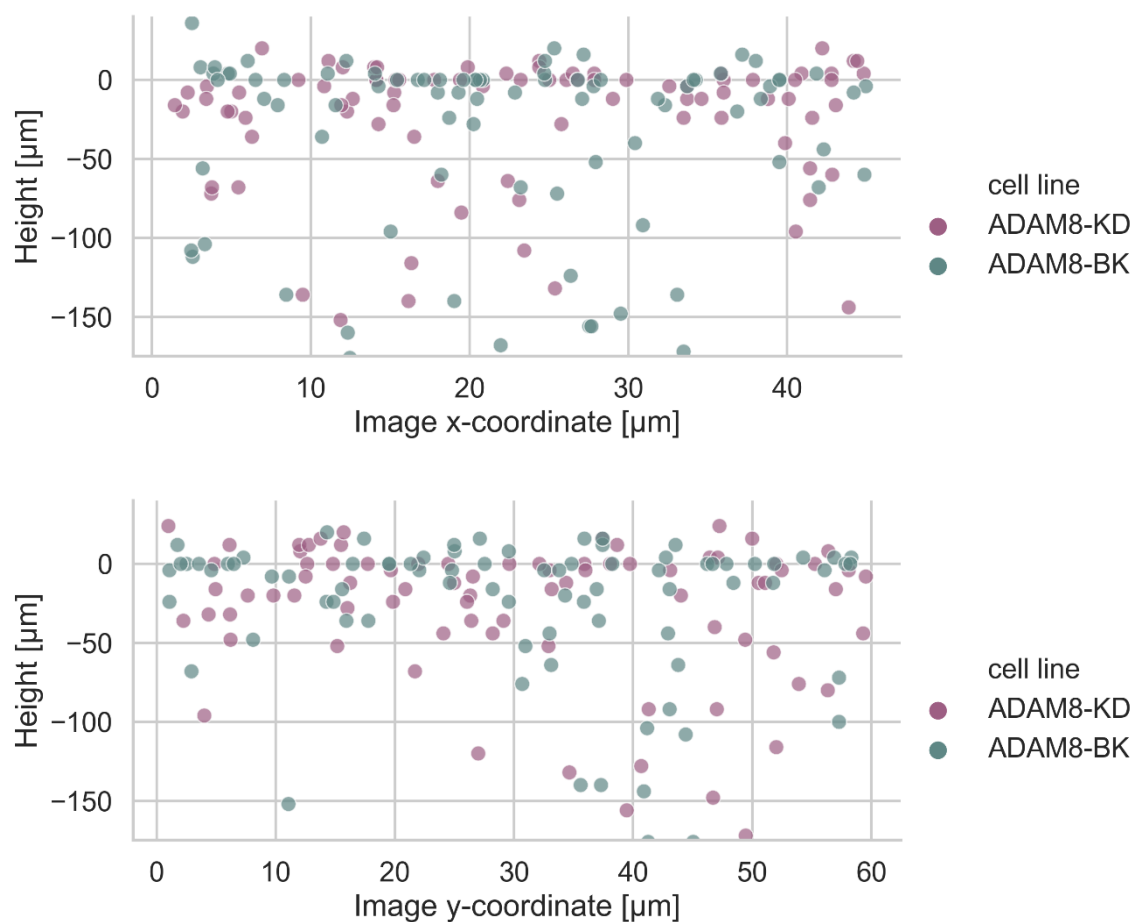 0
−50
−100
−150
Height [μm]
0
10
20
30
40
Image x-coordinate [μm]
cell line
ADAM8-KD
ADAM8-BK
0
−50
−100
−150
Height [μm]
0
10
20
30
40
50
60
Image y-coordinate [μm]
cell line
ADAM8-KD
ADAM8-BK